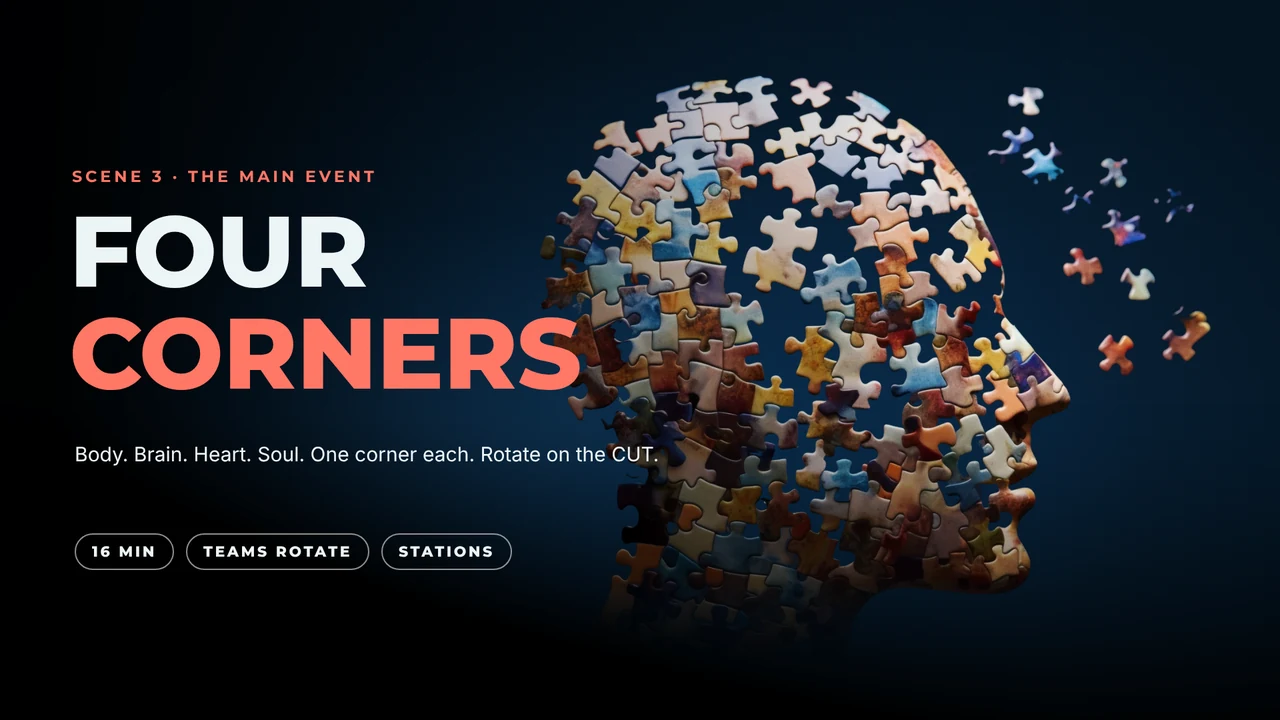 SCENE 3 · THE MAIN EVENT
FOUR
CORNERS
Body. Brain. Heart. Soul. One corner each. Rotate on the CUT.
16 MIN
TEAMS ROTATE
STATIONS